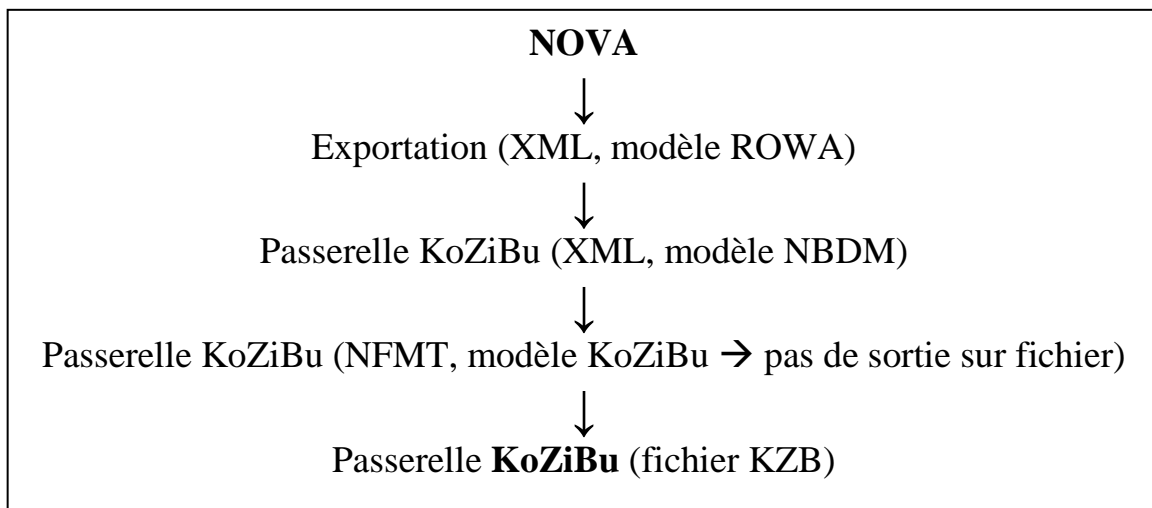 NOVA
↓
Exportation (XML, modèle ROWA)
↓
Passerelle KoZiBu (XML, modèle NBDM)
↓
Passerelle KoZiBu (NFMT, modèle KoZiBu → pas de sortie sur fichier)
↓
Passerelle KoZiBu (fichier KZB)